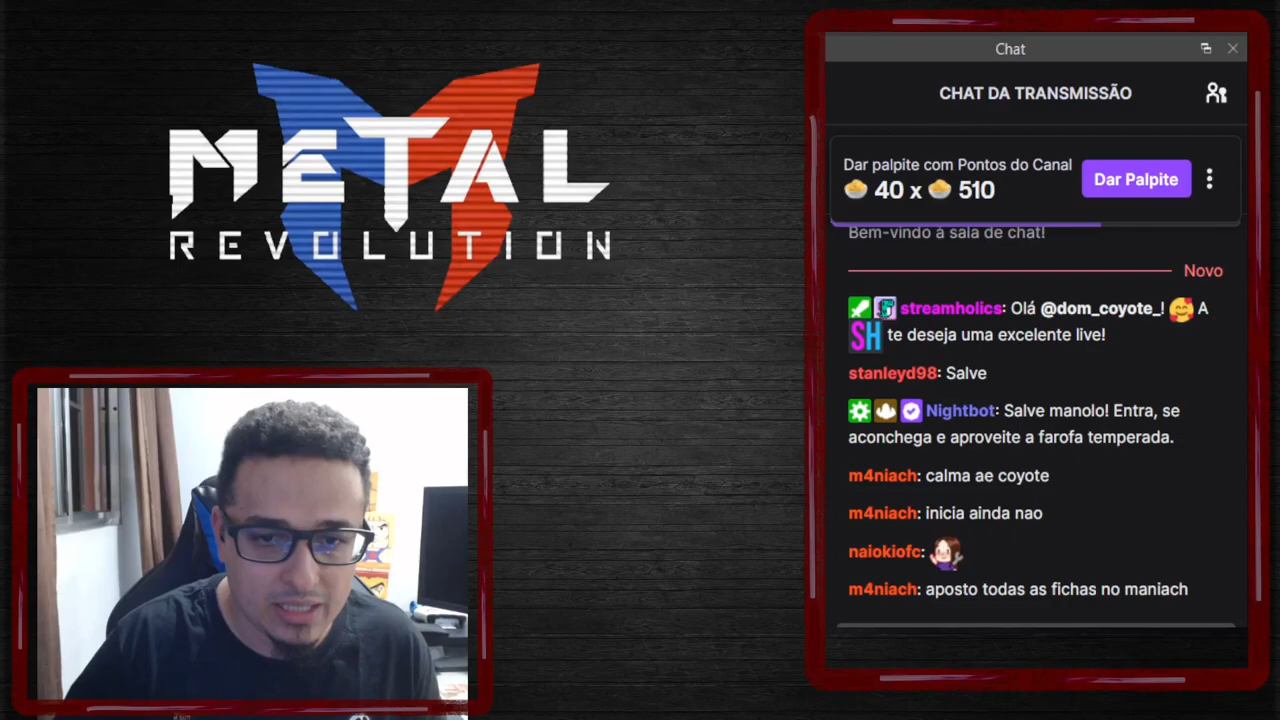 METAL
REVOLUTION
Chat
CHAT DA TRANSMISSÃO
Dar palpite com Pontos do Canal
40 x 510
Dar Palpite
Bem-vindo à sala de chat!
Novo
streamholics: Olá @dom_coyote_! A
SH te deseja uma excelente live!
stanleyd98: Salve
Nightbot: Salve manolo! Entra, se
aconchega e aproveite a farofa temperada.
m4niach: calma ae coyote
m4niach: inicia ainda nao
naiokiofc:
m4niach: aposto todas as fichas no maniach